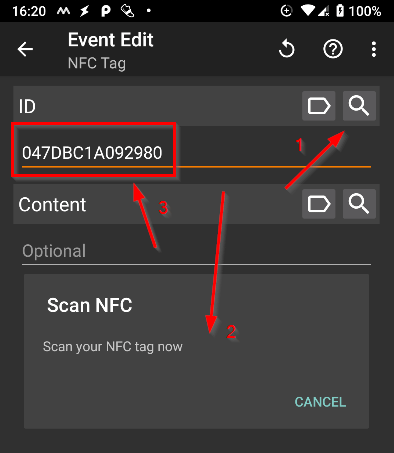 16:20 100%
Event Edit
NFC Tag
ID
1
047DBC1A092980
Content
3
Optional
Scan NFC
2
Scan your NFC tag now
CANCEL